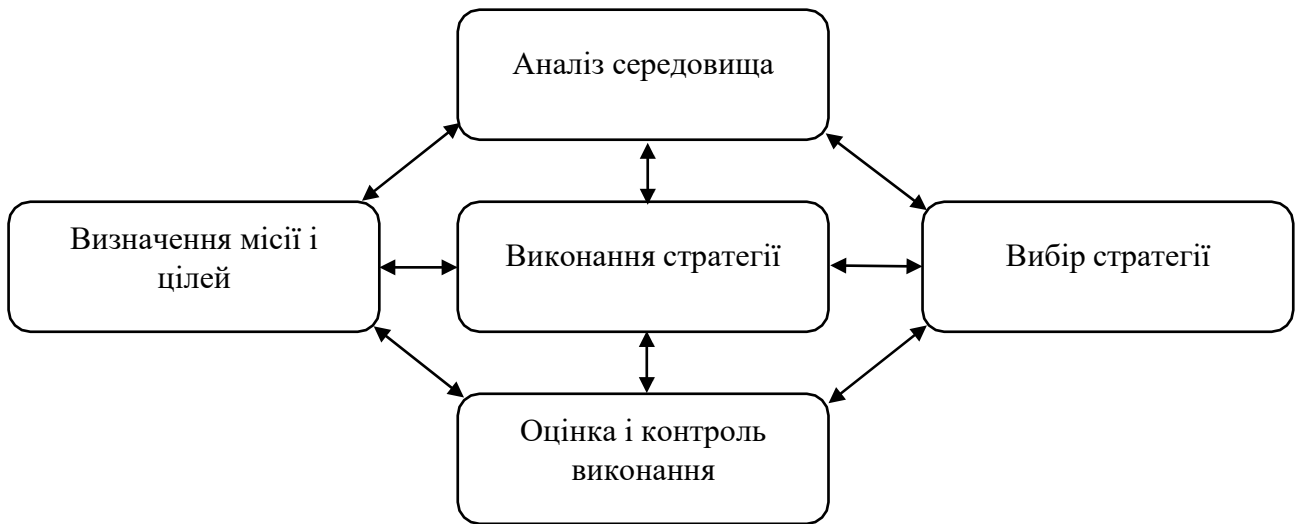 Аналіз середовища
Визначення місії і
цілей
Виконання стратегії
Вибір стратегії
Оцінка і контроль
виконання